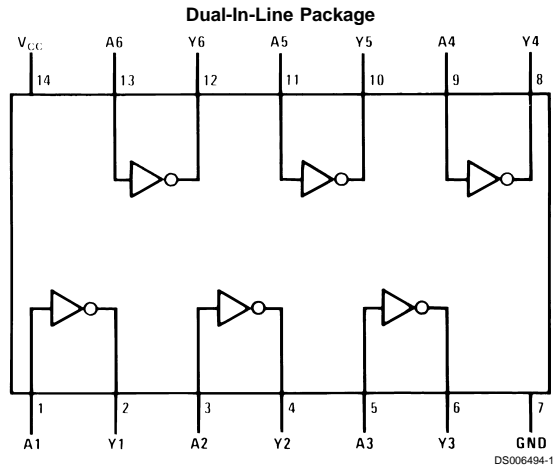 Dual-In-Line Package
VCC A6 Y6 A5 Y5 A4 Y4
14 13 12 11 10 9 8
1 2 3 4 5 6 7
A1 Y1 A2 Y2 A3 Y3 GND
DS006494-1